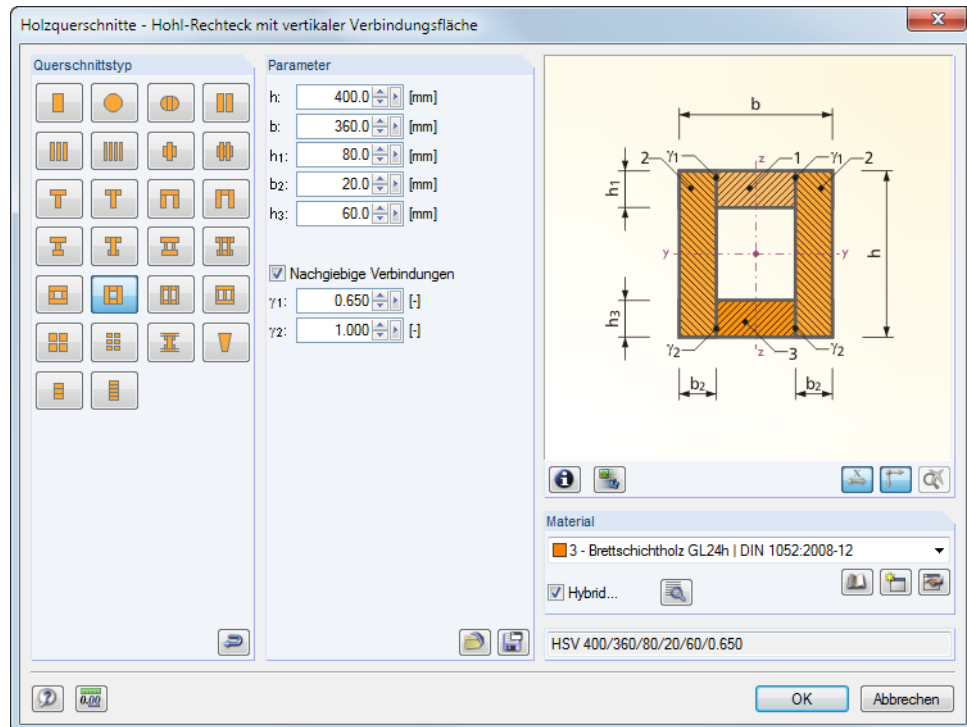 Holzquerschnitte - Hohl-Rechteck mit vertikaler Verbindungsfläche
Querschnittstyp
Parameter
h: 400.0 [mm]
b: 360.0 [mm]
h1: 80.0 [mm]
b2: 20.0 [mm]
h3: 60.0 [mm]
Nachgiebige Verbindungen
γ1: 0.650 [-]
γ2: 1.000 [-]
b
2 γ1 z 1 γ1 2
h1
y y h
h3
γ2 z 3 γ2
b2 b2
X
Material
3 - Brettschichtholz GL24h | DIN 1052:2008-12
Hybrid...
HSV 400/360/80/20/60/0.650
0.00
OK Abbrechen